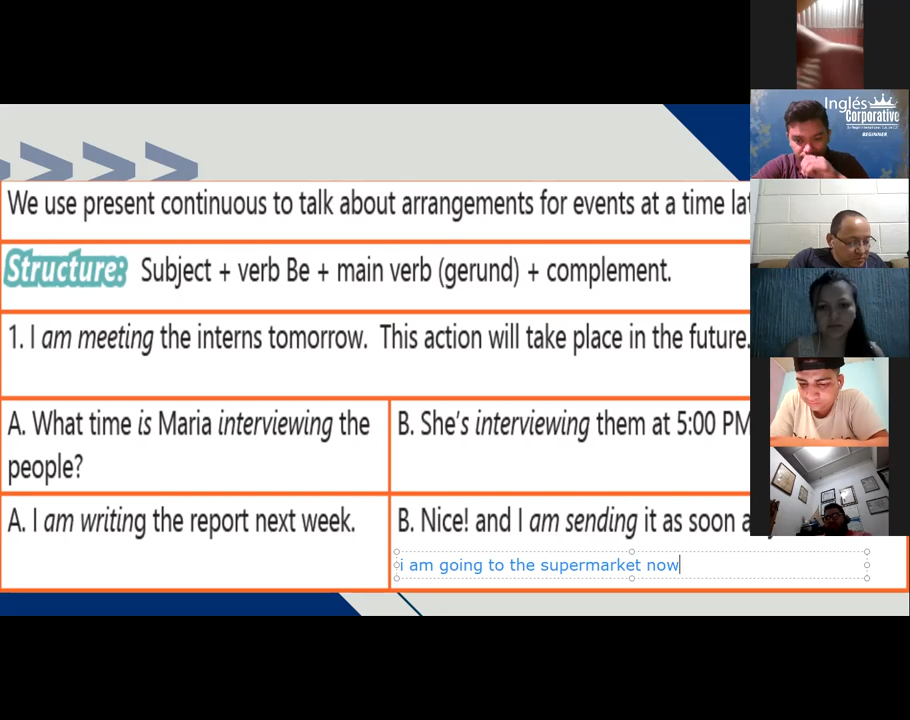 Inglés
Corporativo
BEGINNER
We use present continuous to talk about arrangements for events at a time
Structure: Subject + verb Be + main verb (gerund) + complement.
1. I am meeting the interns tomorrow. This action will take place in the future.
A. What time is Maria interviewing the
people?
B. She's interviewing them at 5:00 PM
A. I am writing the report next week.
B. Nice! and I am sending it as soon
i am going to the supermarket now